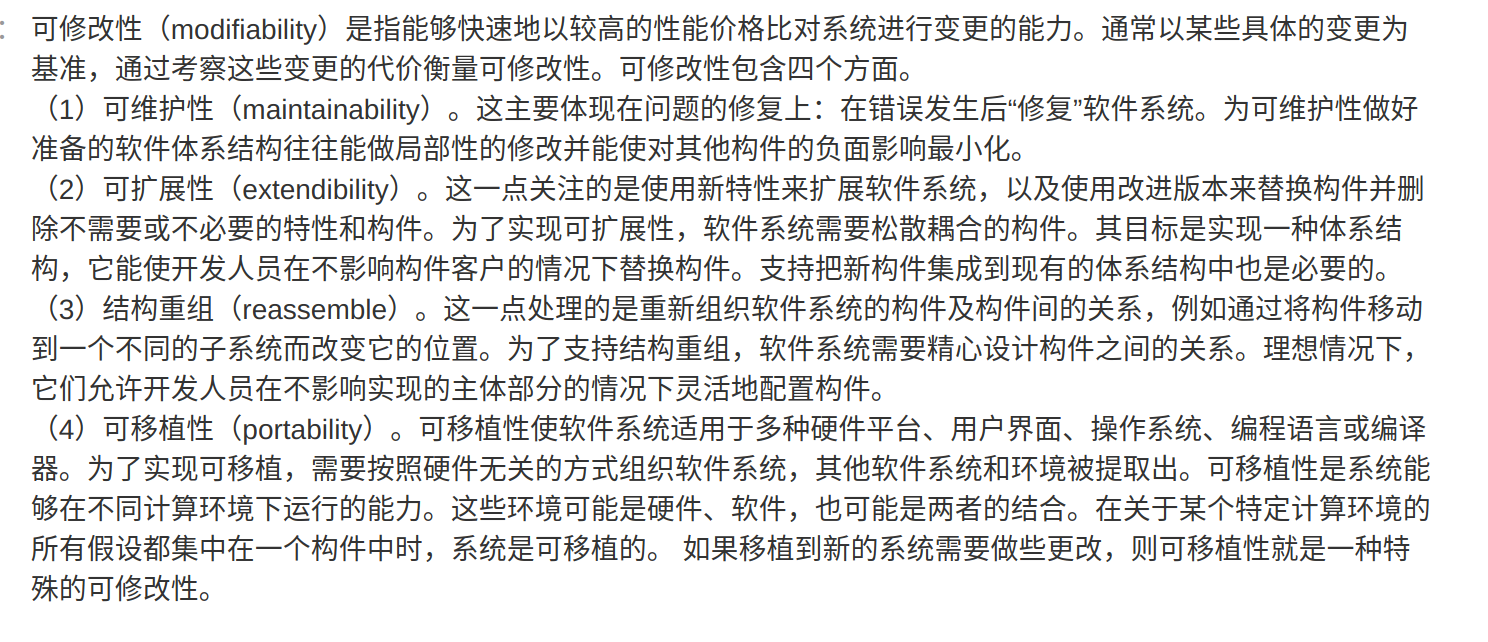 可修改性（modifiability）是指能够快速地以较高的性能价格比对系统进行变更的能力。通常以某些具体的变更为
基准，通过考察这些变更的代价衡量可修改性。可修改性包含四个方面。
（1）可维护性（maintainability）。这主要体现在问题的修复上：在错误发生后“修复”软件系统。为可维护性做好
准备的软件体系结构往往能做局部性的修改并能使对其他构件的负面影响最小化。
（2）可扩展性（extendibility）。这一点关注的是使用新特性来扩展软件系统，以及使用改进版本来替换构件并删
除不需要或不必要的特性和构件。为了实现可扩展性，软件系统需要松散耦合的构件。其目标是实现一种体系结
构，它能使开发人员在不影响构件客户的情况下替换构件。支持把新构件集成到现有的体系结构中也是必要的。
（3）结构重组（reassemble）。这一点处理的是重新组织软件系统的构件及构件间的关系，例如通过将构件移动
到一个不同的子系统而改变它的位置。为了支持结构重组，软件系统需要精心设计构件之间的关系。理想情况下，
它们允许开发人员在不影响实现的主体部分的情况下灵活地配置构件。
（4）可移植性（portability）。可移植性使软件系统适用于多种硬件平台、用户界面、操作系统、编程语言或编译
器。为了实现可移植，需要按照硬件无关的方式组织软件系统，其他软件系统和环境被提取出。可移植性是系统能
够在不同计算环境下运行的能力。这些环境可能是硬件、软件，也可能是两者的结合。在关于某个特定计算环境的
所有假设都集中在一个构件中时，系统是可移植的。 如果移植到新的系统需要做些更改，则可移植性就是一种特
殊的可修改性。